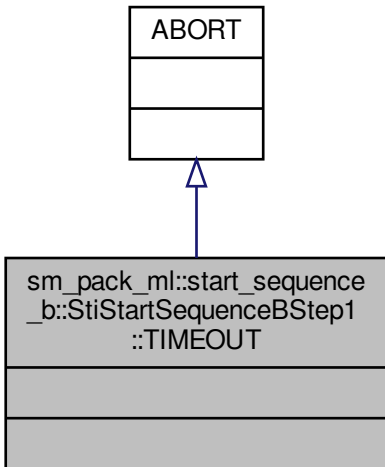 ABORT
sm_pack_ml::start_sequence
_b::StiStartSequenceBStep1
::TIMEOUT